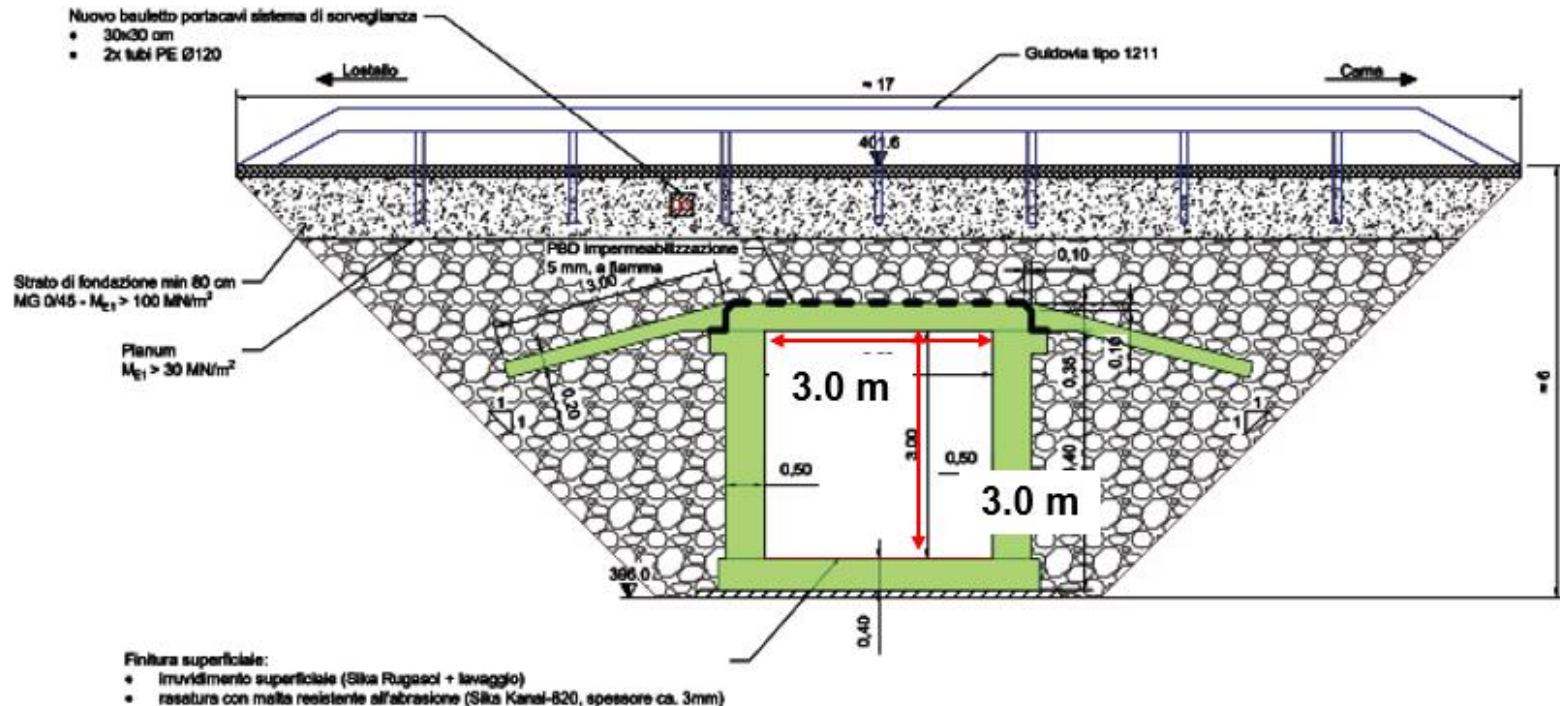 Nuovo bauletto portacavi sistema di sorveglianza
• 30x30 cm
• 2x tubi PE Ø120
Guidovia tipo 1211
Lostallo
Cama
≈ 17
401.6
PBD impermeabilizzazione
5 mm, a fiamma
3.00
0,10
Strato di fondazione min 80 cm
MG 0/45 - ME1 > 100 MN/m²
Planum
ME1 > 30 MN/m²
0,10
0,35
≈ 6
0,20
1
1
1
1
3.0 m
3.00
0,50
0,50
,40
3.0 m
396.0
0,40
Finitura superficiale:
• irruvidimento superficiale (Sika Rugasol + lavaggio)
• rasatura con malta resistente all'abrasione (Sika Kanal-820, spessore ca. 3mm)